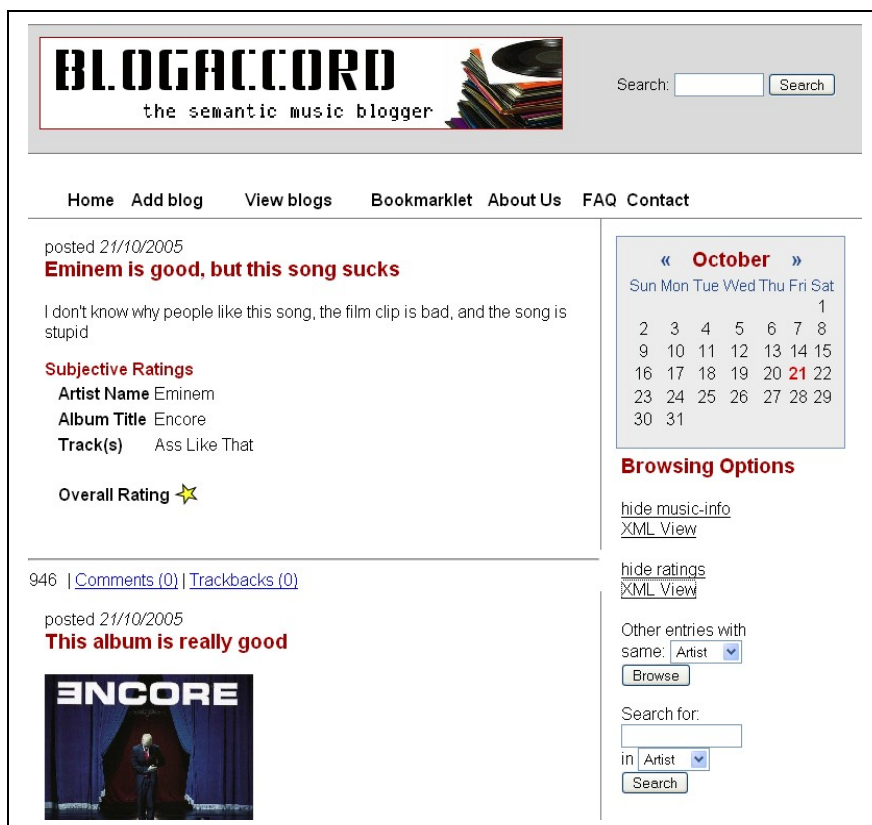 BLOGACCORD
the semantic music blogger
Search: Search
Home Add blog View blogs Bookmarklet About Us FAQ Contact
posted 21/10/2005
Eminem is good, but this song sucks
I don't know why people like this song, the film clip is bad, and the song is
stupid
Subjective Ratings
Artist Name Eminem
Album Title Encore
Track(s) Ass Like That
Overall Rating
946 | Comments (0) | Trackbacks (0)
posted 21/10/2005
This album is really good
ƎNCORE
« October »
Sun Mon Tue Wed Thu Fri Sat
1
2 3 4 5 6 7 8
9 10 11 12 13 14 15
16 17 18 19 20 21 22
23 24 25 26 27 28 29
30 31
Browsing Options
hide music-info
XML View
hide ratings
XML View
Other entries with
same: Artist
Browse
Search for:
in Artist
Search